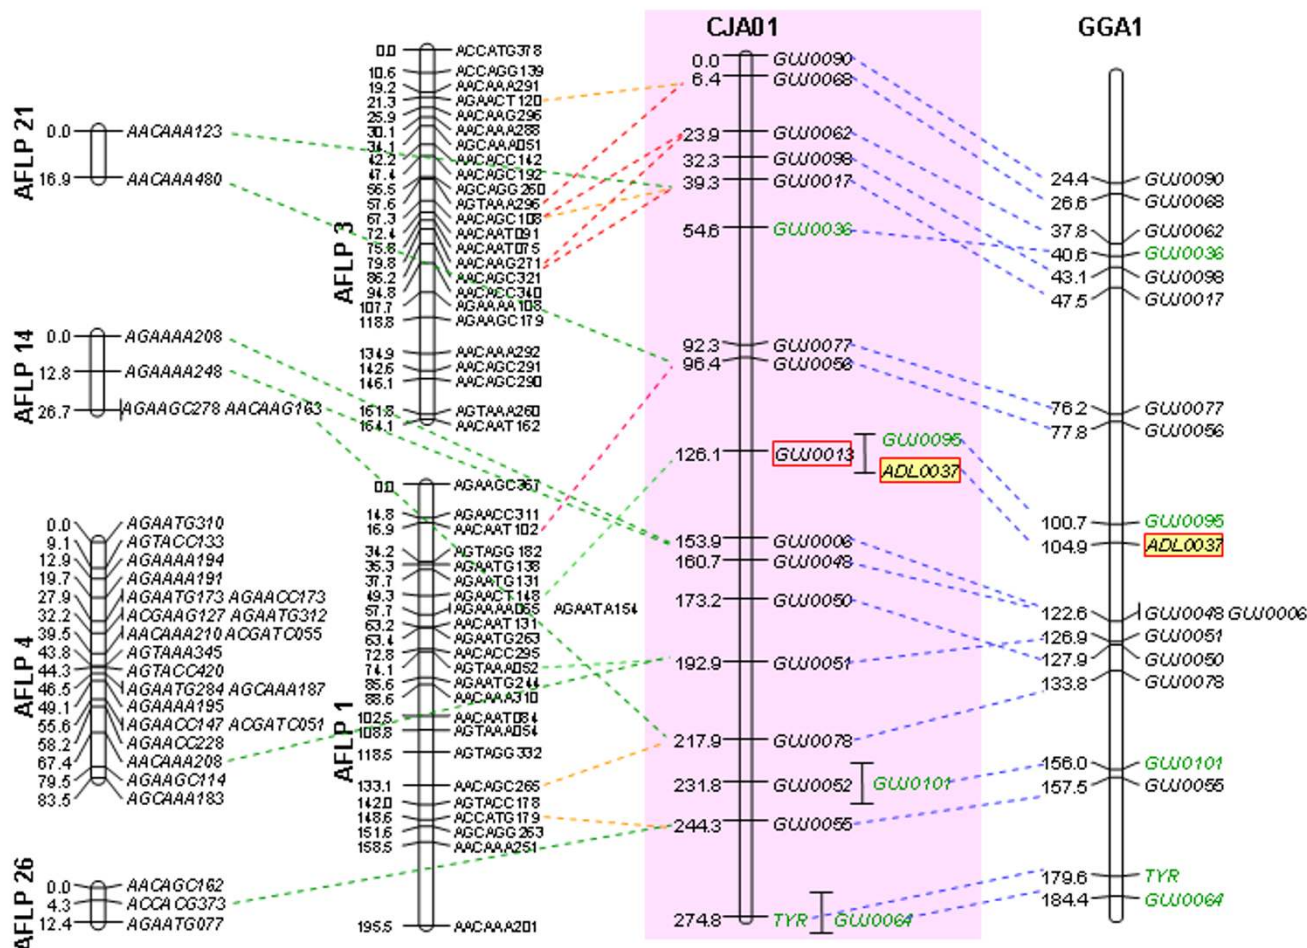 CJA01
GGA1
AFLP 21
0.0 AACAAA123
16.9 AACAAA480
AFLP 14
0.0 AGAAAA208
12.8 AGAAAA248
26.7 AGAAGC278 AACAAG163
AFLP 4
0.0 AGAATG310
9.1 AGTACC133
12.9 AGAAAA194
19.7 AGAAAA191
27.9 AGAATG173 AGAACC173
32.2 ACGAAG127 AGAATG312
39.5 AACAAA210 ACGATC055
43.8 AGTAAA345
44.3 AGTACC420
46.5 AGAATG284 AGCAAA187
49.1 AGAAAA195
55.6 AGAACC147 ACGATC051
58.2 AGAACC228
67.4 AACAAA208
79.5 AGAAGC114
83.5 AGCAAA183
AFLP 26
0.0 AACAGC162
4.3 ACCACG373
12.4 AGAATG077
AFLP 3
0.0 ACCATG378
10.6 ACCAGG139
19.2 AACAAA291
21.3 AGAACT120
25.9 AACAAG296
30.1 AACAAA288
34.1 AGCAAA051
42.2 AACACC142
47.4 AACAGC192
56.5 AGCAGG260
57.6 AGTAAA296
67.3 AACAGC108
72.4 AACAAT091
75.6 AACAAT075
79.8 AACAAG271
86.2 AACAGC321
94.8 AACACC340
107.7 AGAAAA108
118.8 AGAAGC179
134.9 AACAAA292
142.6 AACAGC291
146.1 AACAGC290
161.8 AGTAAA260
164.1 AACAAT162
AFLP 1
0.0 AGAAGC367
14.8 AGAACC311
16.9 AACAAT102
34.2 AGTAGG182
35.3 AGAATG138
37.7 AGAATG131
49.3 AGAACT148
57.7 AGAAAA065 AGAATA154
63.2 AACAAT131
63.4 AGAATG263
72.8 AACACC295
74.1 AGTAAA052
85.6 AGAATG244
88.6 AACAAA310
102.5 AACAAT084
108.8 AGTAAA054
118.5 AGTAGG332
133.1 AACAGC265
142.0 AGTACC178
148.6 ACCATG179
151.6 AGCAGG263
158.5 AACAAA251
195.5 AACAAA201
0.0 GUJ0090
6.4 GUJ0068
23.9 GUJ0062
32.3 GUJ0098
39.3 GUJ0017
54.6 GUJ0036
92.3 GUJ0077
96.4 GUJ0056
126.1 GUJ0013 GUJ0095
ADL0037
153.9 GUJ0006
160.7 GUJ0048
173.2 GUJ0050
192.9 GUJ0051
217.9 GUJ0078
231.8 GUJ0052 GUJ0101
244.3 GUJ0055
274.8 TYR GUJ0064
24.4 GUJ0090
26.6 GUJ0068
37.8 GUJ0062
40.6 GUJ0036
43.1 GUJ0098
47.5 GUJ0017
76.2 GUJ0077
77.8 GUJ0056
100.7 GUJ0095
104.9 ADL0037
122.6 GUJ0048 GUJ0006
126.9 GUJ0051
127.9 GUJ0050
133.8 GUJ0078
156.0 GUJ0101
157.5 GUJ0055
179.6 TYR
184.4 GUJ0064